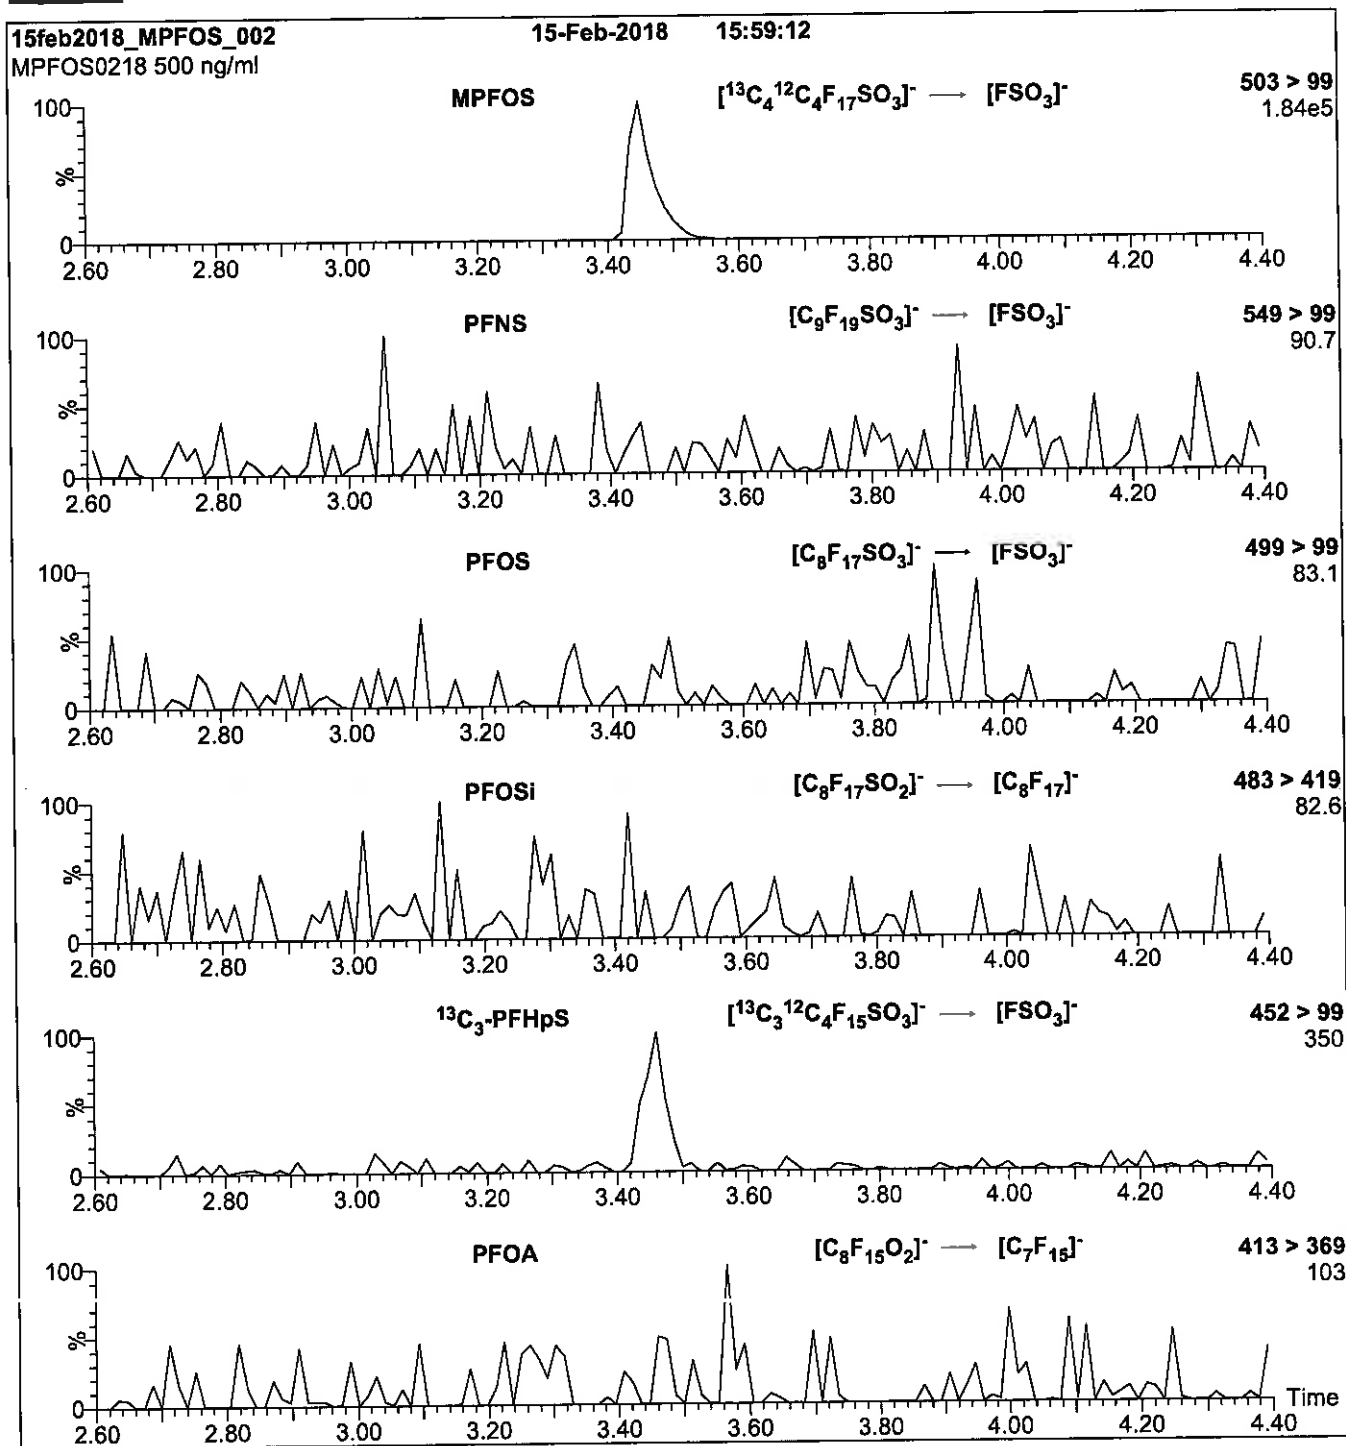 15feb2018_MPFOS_002 15-Feb-2018 15:59:12
MPFOS0218 500 ng/ml
MPFOS [¹³C₄¹²C₄F₁₇SO₃]⁻ → [FSO₃]⁻ 503 > 99
1.84e5
100
%
0
2.60 2.80 3.00 3.20 3.40 3.60 3.80 4.00 4.20 4.40
PFNS [C₉F₁₉SO₃]⁻ → [FSO₃]⁻ 549 > 99
90.7
100
%
0
2.60 2.80 3.00 3.20 3.40 3.60 3.80 4.00 4.20 4.40
PFOS [C₈F₁₇SO₃]⁻ → [FSO₃]⁻ 499 > 99
83.1
100
%
0
2.60 2.80 3.00 3.20 3.40 3.60 3.80 4.00 4.20 4.40
PFOSi [C₈F₁₇SO₂]⁻ → [C₈F₁₇]⁻ 483 > 419
82.6
100
%
0
2.60 2.80 3.00 3.20 3.40 3.60 3.80 4.00 4.20 4.40
¹³C₃-PFHpS [¹³C₃¹²C₄F₁₅SO₃]⁻ → [FSO₃]⁻ 452 > 99
350
100
%
0
2.60 2.80 3.00 3.20 3.40 3.60 3.80 4.00 4.20 4.40
PFOA [C₈F₁₅O₂]⁻ → [C₇F₁₅]⁻ 413 > 369
103
100
%
0
Time
2.60 2.80 3.00 3.20 3.40 3.60 3.80 4.00 4.20 4.40